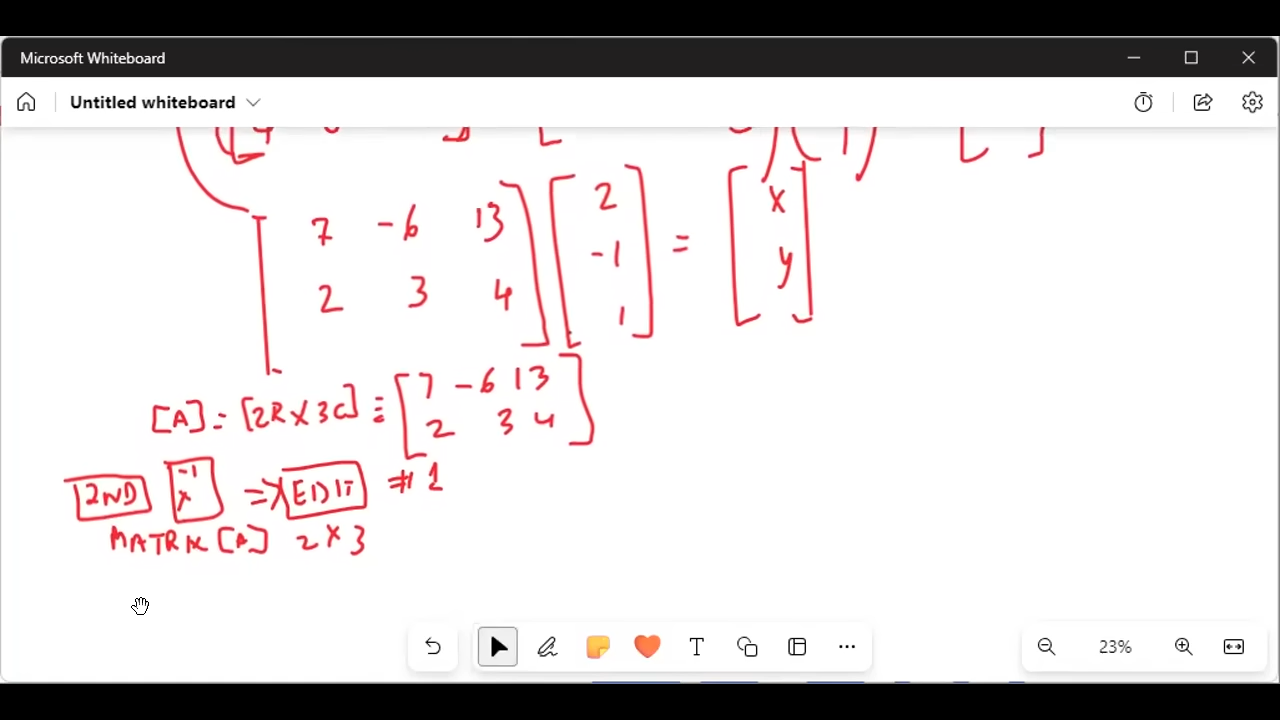 Microsoft Whiteboard
Untitled whiteboard
7 -6 13 2 = x
2 3 4 -1 y
1
[A] = [2R X 3C] ≡ [7 -6 13
2 3 4]
2ND x⁻¹ => EDIT #1
MATRIX [A] 2 x 3
23%